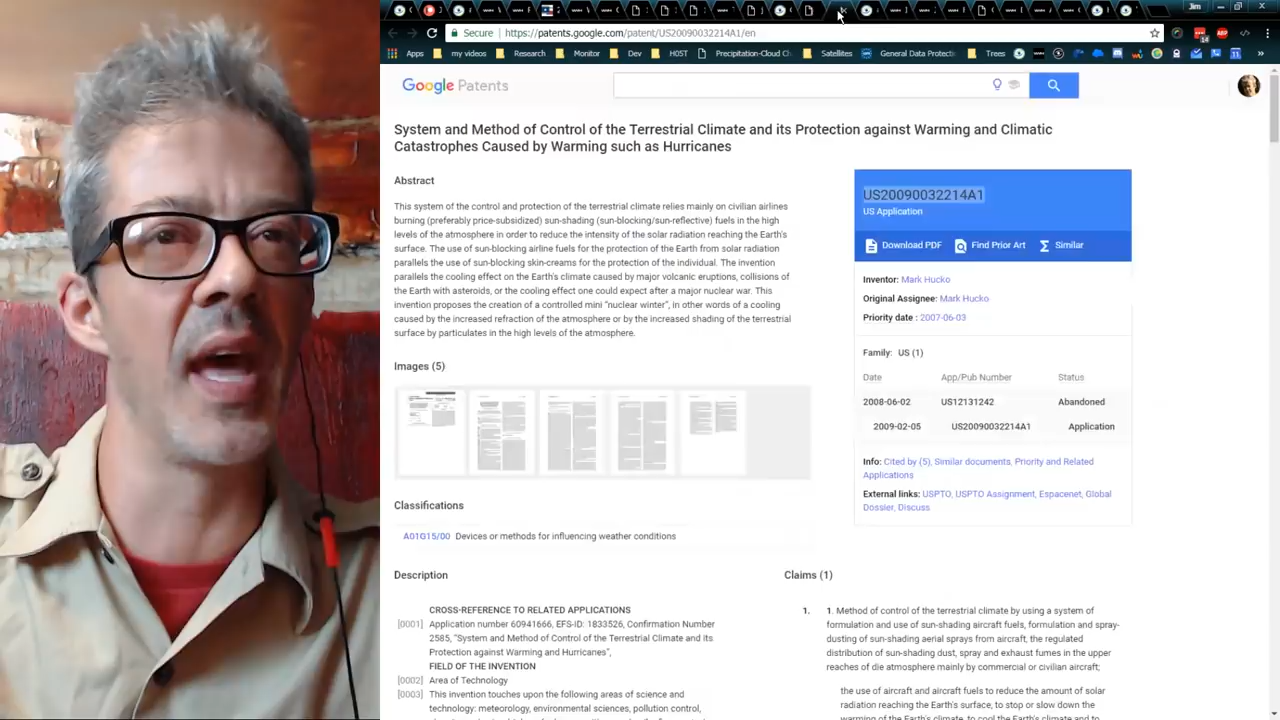 Jim
Secure
https://patents.google.com/patent/US20090032214A1/en
Apps my videos Research Monitor Dev H0ST Precipitation-Cloud Ch Satellites General Data Protecti Trees
Google Patents
System and Method of Control of the Terrestrial Climate and its Protection against Warming and Climatic
Catastrophes Caused by Warming such as Hurricanes
Abstract
This system of the control and protection of the terrestrial climate relies mainly on civilian airlines
burning (preferably price-subsidized) sun-shading (sun-blocking/sun-reflective) fuels in the high
levels of the atmosphere in order to reduce the intensity of the solar radiation reaching the Earth's
surface. The use of sun-blocking airline fuels for the protection of the Earth from solar radiation
parallels the use of sun-blocking skin-creams for the protection of the individual. The invention
parallels the cooling effect on the Earth's climate caused by major volcanic eruptions, collisions of
the Earth with asteroids, or the cooling effect one could expect after a major nuclear war. This
invention proposes the creation of a controlled mini "nuclear winter", in other words of a cooling
caused by the increased refraction of the atmosphere or by the increased shading of the terrestrial
surface by particulates in the high levels of the atmosphere.
Images (5)
Classifications
A01G15/00 Devices or methods for influencing weather conditions
US20090032214A1
US Application
Download PDF Find Prior Art Similar
Inventor: Mark Hucko
Original Assignee: Mark Hucko
Priority date : 2007-06-03
Family: US (1)
Date App/Pub Number Status
2008-06-02 US12131242 Abandoned
2009-02-05 US20090032214A1 Application
Info: Cited by (5), Similar documents, Priority and Related
Applications
External links: USPTO, USPTO Assignment, Espacenet, Global
Dossier, Discuss
Description
CROSS-REFERENCE TO RELATED APPLICATIONS
[0001] Application number 60941666, EFS-ID: 1833526, Confirmation Number
2585, "System and Method of Control of the Terrestrial Climate and its
Protection against Warming and Hurricanes",
FIELD OF THE INVENTION
[0002] Area of Technology
[0003] This invention touches upon the following areas of science and
technology: meteorology, environmental sciences, pollution control,
Claims (1)
1. 1. Method of control of the terrestrial climate by using a system of
formulation and use of sun-shading aircraft fuels, formulation and spray-
dusting of sun-shading aerial sprays from aircraft, the regulated
distribution of sun-shading dust, spray and exhaust fumes in the upper
reaches of die atmosphere mainly by commercial or civilian aircraft;
the use of aircraft and aircraft fuels to reduce the amount of solar
radiation reaching the Earth's surface, to stop or slow down the
warming of the Earth's climate, to cool the Earth's climate and to